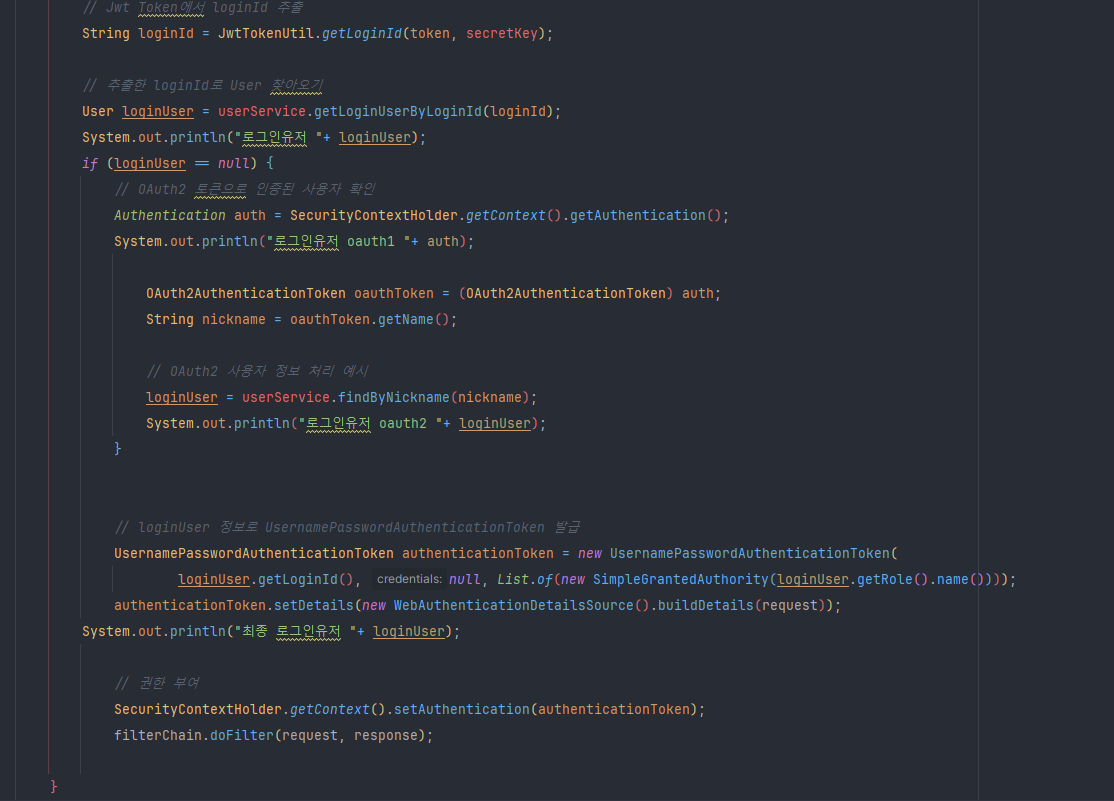 // Jwt Token에서 loginId 추출
String loginId = JwtTokenUtil.getLoginId(token, secretKey);
// 추출한 loginId로 User 찾아오기
User loginUser = userService.getLoginUserByLoginId(loginId);
System.out.println("로그인유저 "+ loginUser);
if (loginUser == null) {
// OAuth2 토큰으로 인증된 사용자 확인
Authentication auth = SecurityContextHolder.getContext().getAuthentication();
System.out.println("로그인유저 oauth1 "+ auth);
OAuth2AuthenticationToken oauthToken = (OAuth2AuthenticationToken) auth;
String nickname = oauthToken.getName();
// OAuth2 사용자 정보 처리 예시
loginUser = userService.findByNickname(nickname);
System.out.println("로그인유저 oauth2 "+ loginUser);
}
// loginUser 정보로 UsernamePasswordAuthenticationToken 발급
UsernamePasswordAuthenticationToken authenticationToken = new UsernamePasswordAuthenticationToken(
loginUser.getLoginId(), credentials: null, List.of(new SimpleGrantedAuthority(loginUser.getRole().name())));
authenticationToken.setDetails(new WebAuthenticationDetailsSource().buildDetails(request));
System.out.println("최종 로그인유저 "+ loginUser);
// 권한 부여
SecurityContextHolder.getContext().setAuthentication(authenticationToken);
filterChain.doFilter(request, response);
}